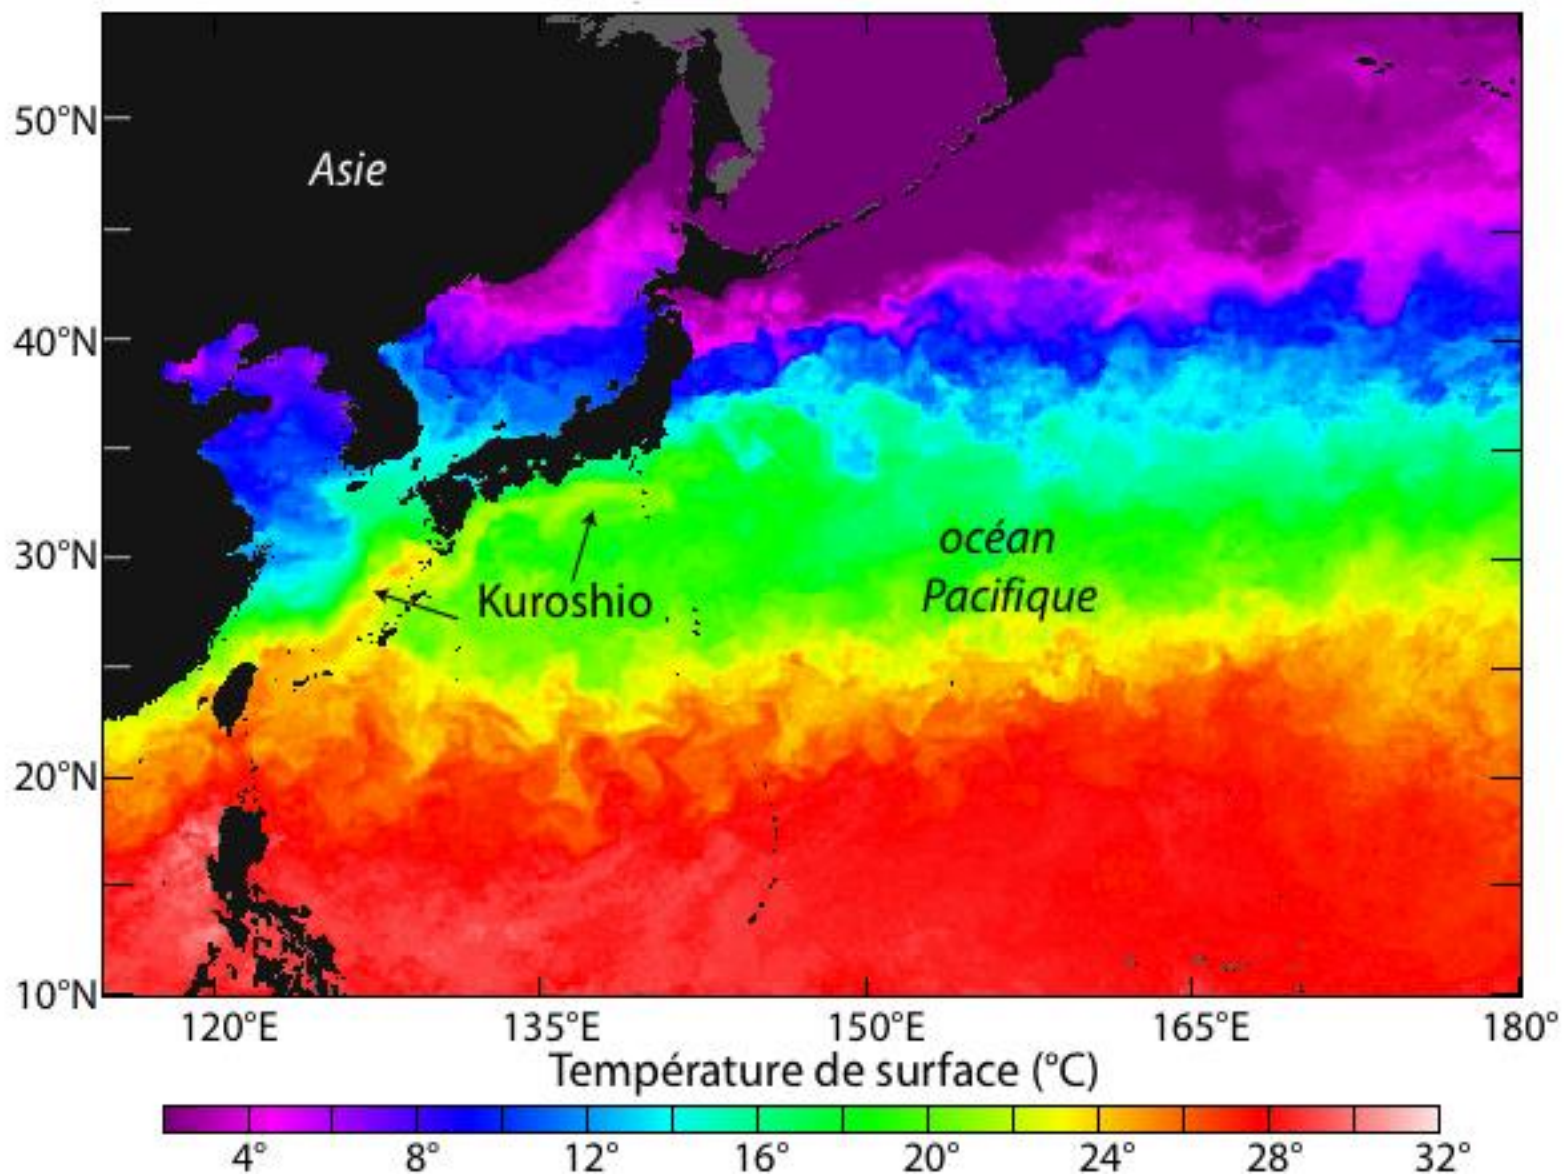 50°N
Asie
40°N
30°N
océan
Pacifique
Kuroshio
20°N
10°N
120°E 135°E 150°E 165°E 180°
Température de surface (°C)
4° 8° 12° 16° 20° 24° 28° 32°